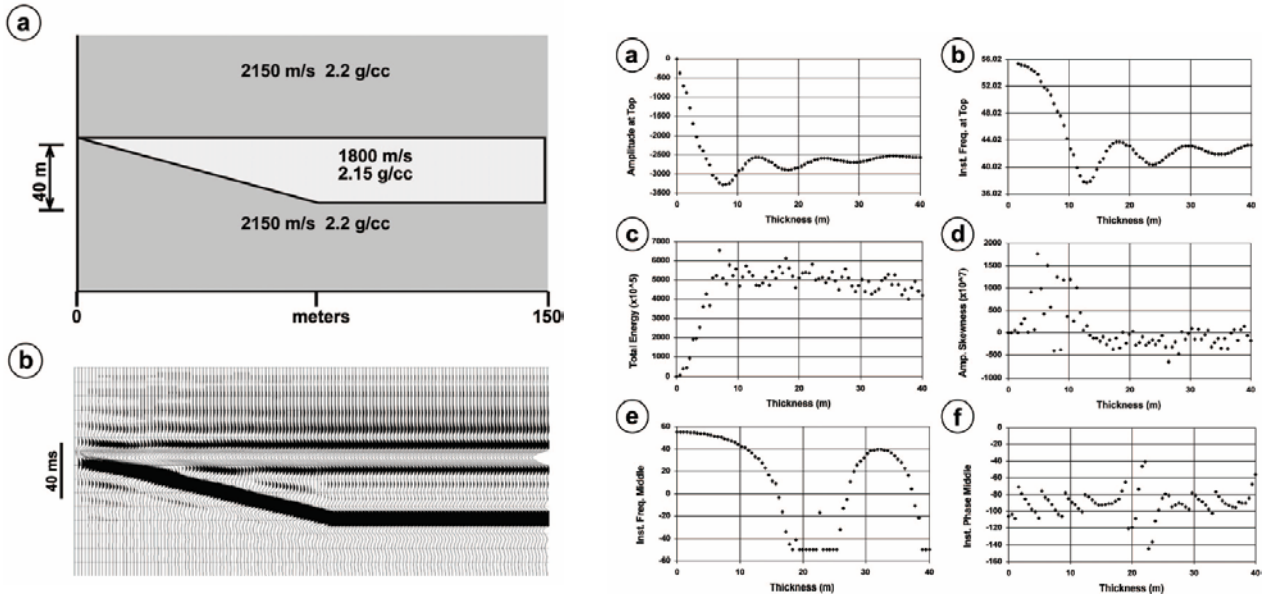 a
2150 m/s 2.2 g/cc
1800 m/s
2.15 g/cc
40 m
2150 m/s 2.2 g/cc
0 meters 1500
b
40 ms
a
0
-500
-1000
-1500
-2000
-2500
-3000
-3500
Amplitude at Top
0 10 20 30 40
Thickness (m)
b
56.02
52.02
48.02
44.02
40.02
36.02
Inst. Freq. at Top
0 10 20 30 40
Thickness (m)
c
7000
6000
5000
4000
3000
2000
1000
0
Total Energy (x10^5)
0 10 20 30 40
Thickness (m)
d
2000
1500
1000
500
0
-500
-1000
Amp. Skewness (x10^7)
0 10 20 30 40
Thickness (m)
e
60
40
20
0
-20
-40
-60
Inst. Freq. Middle
0 10 20 30 40
Thickness (m)
f
0
-20
-40
-60
-80
-100
-120
-140
-160
Inst. Phase Middle
0 10 20 30 40
Thickness (m)